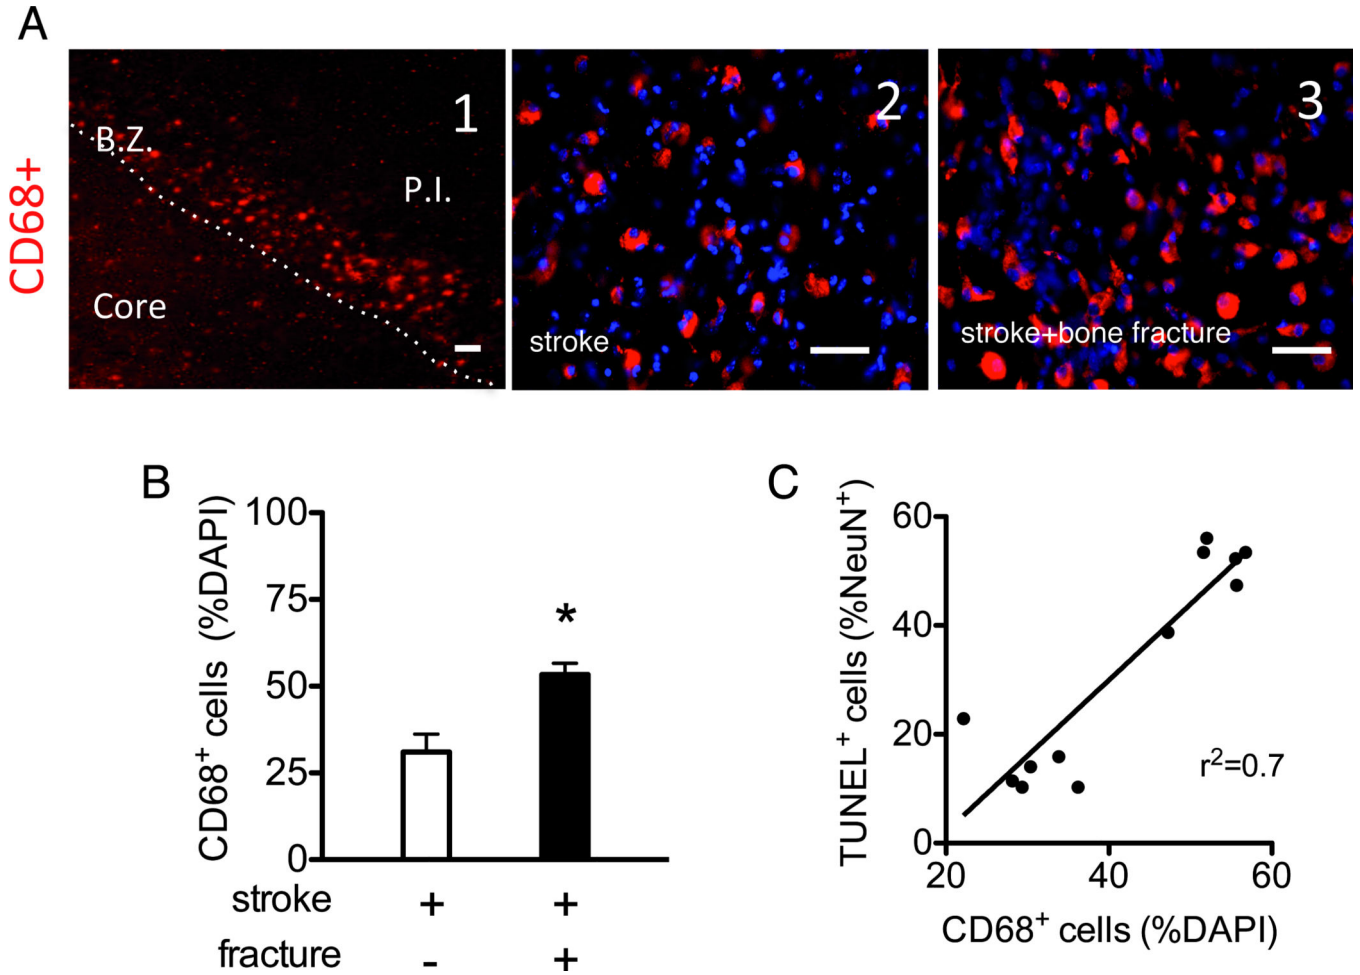 A
CD68+
B.Z.
P.I.
Core
1
2
stroke
3
stroke+bone fracture
B
CD68⁺ cells (%DAPI)
100
75
50
25
0
*
stroke + +
fracture - +
C
TUNEL⁺ cells (%NeuN⁺)
60
40
20
0
r²=0.7
20 40 60
CD68⁺ cells (%DAPI)